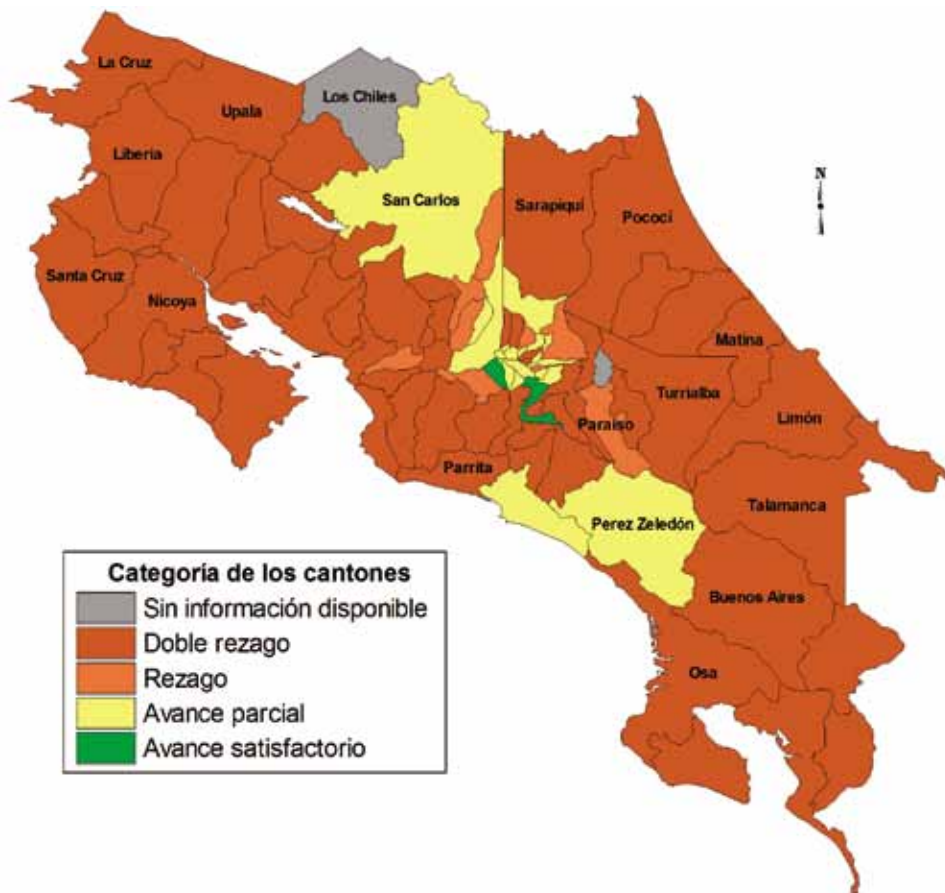 La Cruz
Upala
Los Chiles
Liberia
San Carlos
Sarapiquí
Pococí
N
Santa Cruz
Nicoya
Matina
Turrialba
Limón
Paraíso
Parrita
Talamanca
Perez Zeledón
Buenos Aires
Osa
Categoría de los cantones
Sin información disponible
Doble rezago
Rezago
Avance parcial
Avance satisfactorio